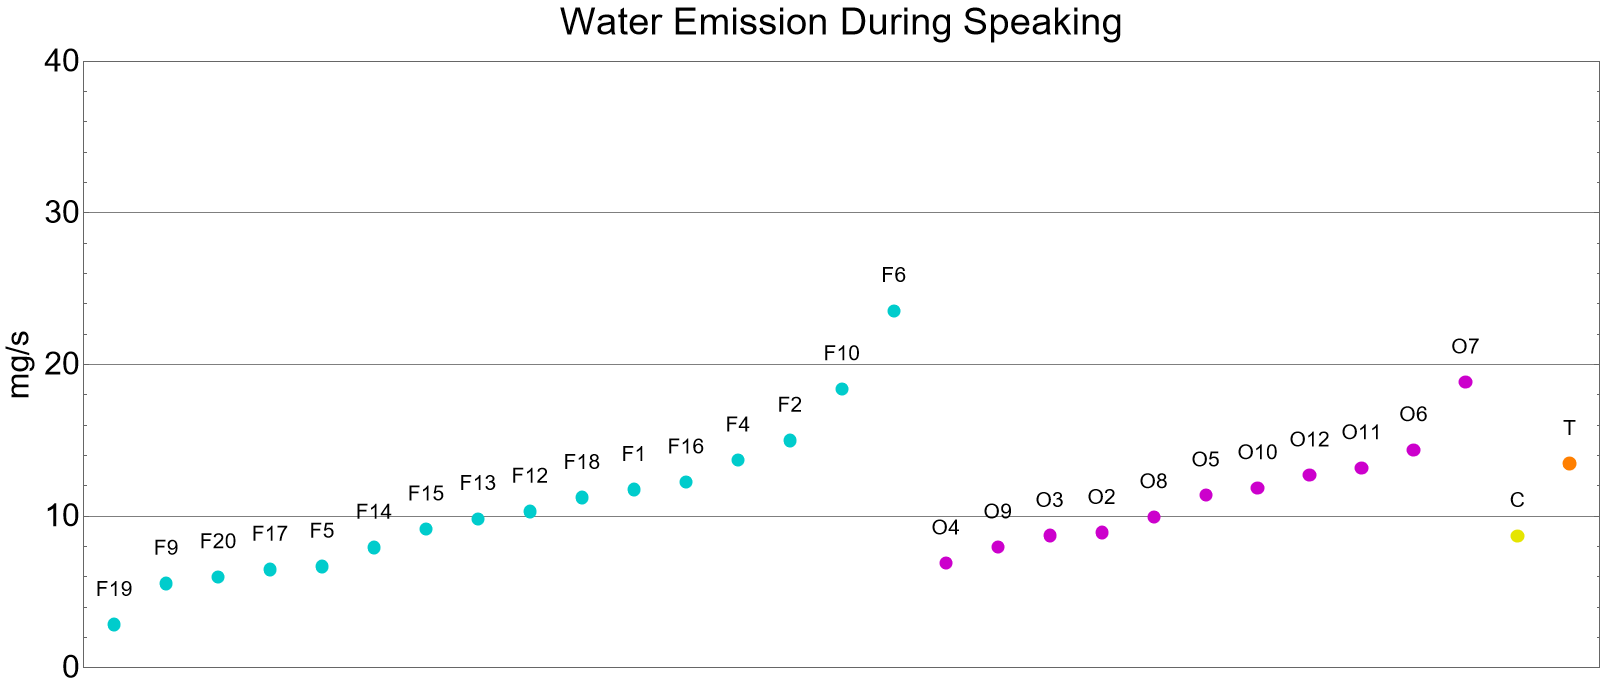 Water Emission During Speaking
mg/s
40
30
20
10
0
F19
F9
F20
F17
F5
F14
F15
F13
F12
F18
F1
F16
F4
F2
F10
F6
O4
O9
O3
O2
O8
O5
O10
O12
O11
O6
O7
C
T